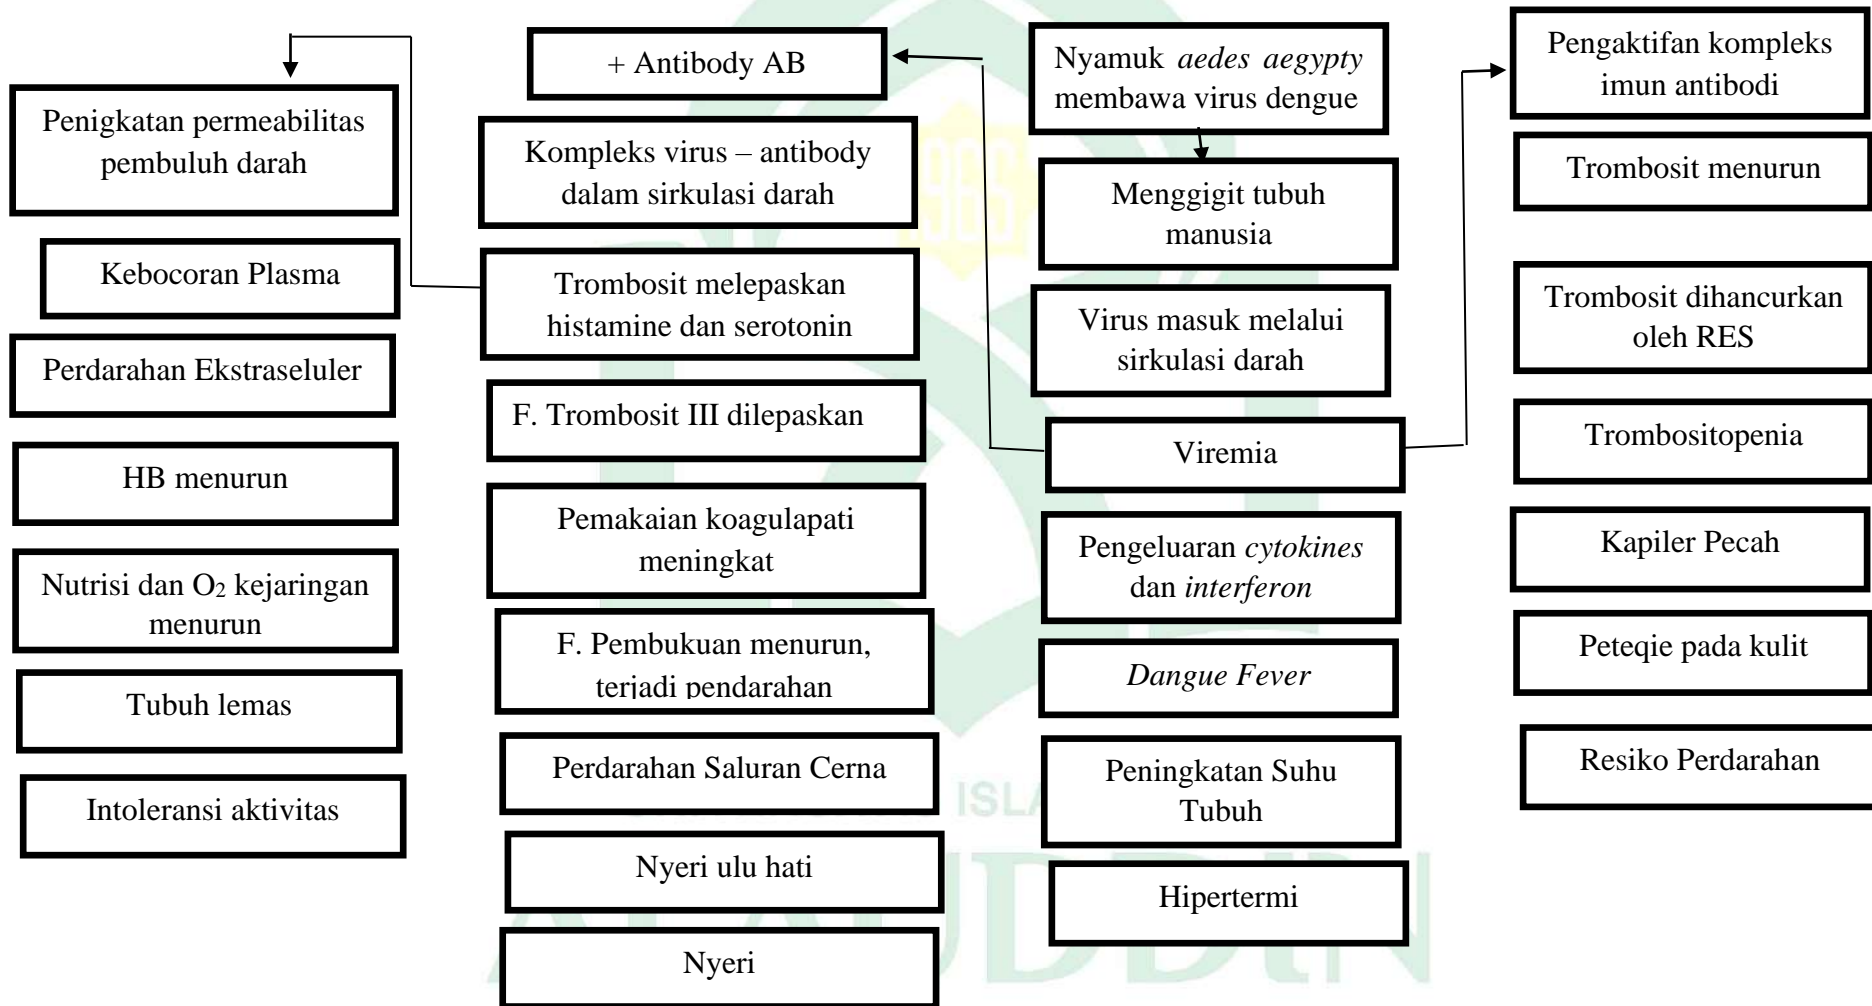 Penigkatan permeabilitas
pembuluh darah
Kebocoran Plasma
Perdarahan Ekstraseluler
HB menurun
Nutrisi dan O₂ kejaringan
menurun
Tubuh lemas
Intoleransi aktivitas
+ Antibody AB
Kompleks virus – antibody
dalam sirkulasi darah
Trombosit melepaskan
histamine dan serotonin
F. Trombosit III dilepaskan
Pemakaian koagulapati
meningkat
F. Pembukuan menurun,
terjadi pendarahan
Perdarahan Saluran Cerna
Nyeri ulu hati
Nyeri
Nyamuk aedes aegypty
membawa virus dengue
Menggigit tubuh
manusia
Virus masuk melalui
sirkulasi darah
Viremia
Pengeluaran cytokines
dan interferon
Dangue Fever
Peningkatan Suhu
Tubuh
Hipertermi
Pengaktifan kompleks
imun antibodi
Trombosit menurun
Trombosit dihancurkan
oleh RES
Trombositopenia
Kapiler Pecah
Peteqie pada kulit
Resiko Perdarahan